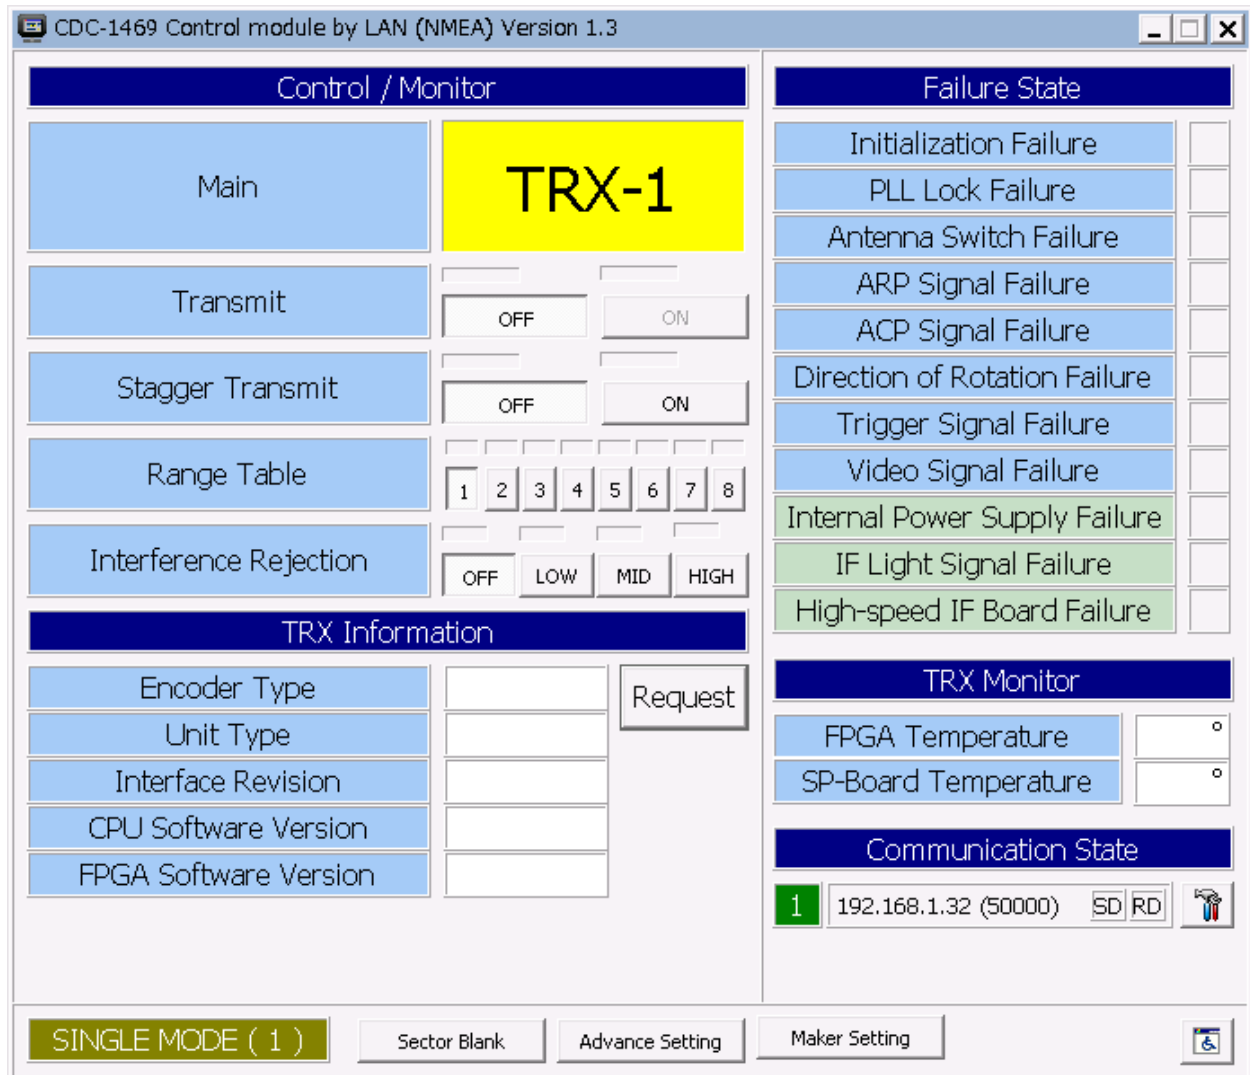 CDC-1469 Control module by LAN (NMEA) Version 1.3
Control / Monitor
Main
TRX-1
Transmit
OFF
ON
Stagger Transmit
OFF
ON
Range Table
1 2 3 4 5 6 7 8
Interference Rejection
OFF LOW MID HIGH
TRX Information
Encoder Type
Request
Unit Type
Interface Revision
CPU Software Version
FPGA Software Version
Failure State
Initialization Failure
PLL Lock Failure
Antenna Switch Failure
ARP Signal Failure
ACP Signal Failure
Direction of Rotation Failure
Trigger Signal Failure
Video Signal Failure
Internal Power Supply Failure
IF Light Signal Failure
High-speed IF Board Failure
TRX Monitor
FPGA Temperature °
SP-Board Temperature °
Communication State
1 192.168.1.32 (50000) SD RD
SINGLE MODE ( 1 )
Sector Blank
Advance Setting
Maker Setting